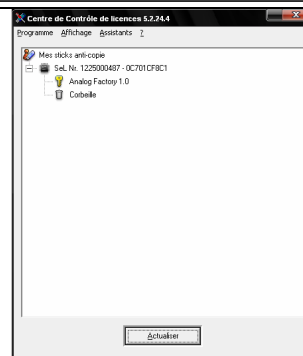 Centre de Contrôle de licences 5.2.24.4
Programme Affichage Assistants ?
Mes sticks anti-copie
SeL Nr. 1225000487 - 0C701CF8C1
Analog Factory 1.0
Corbeille
Actualiser